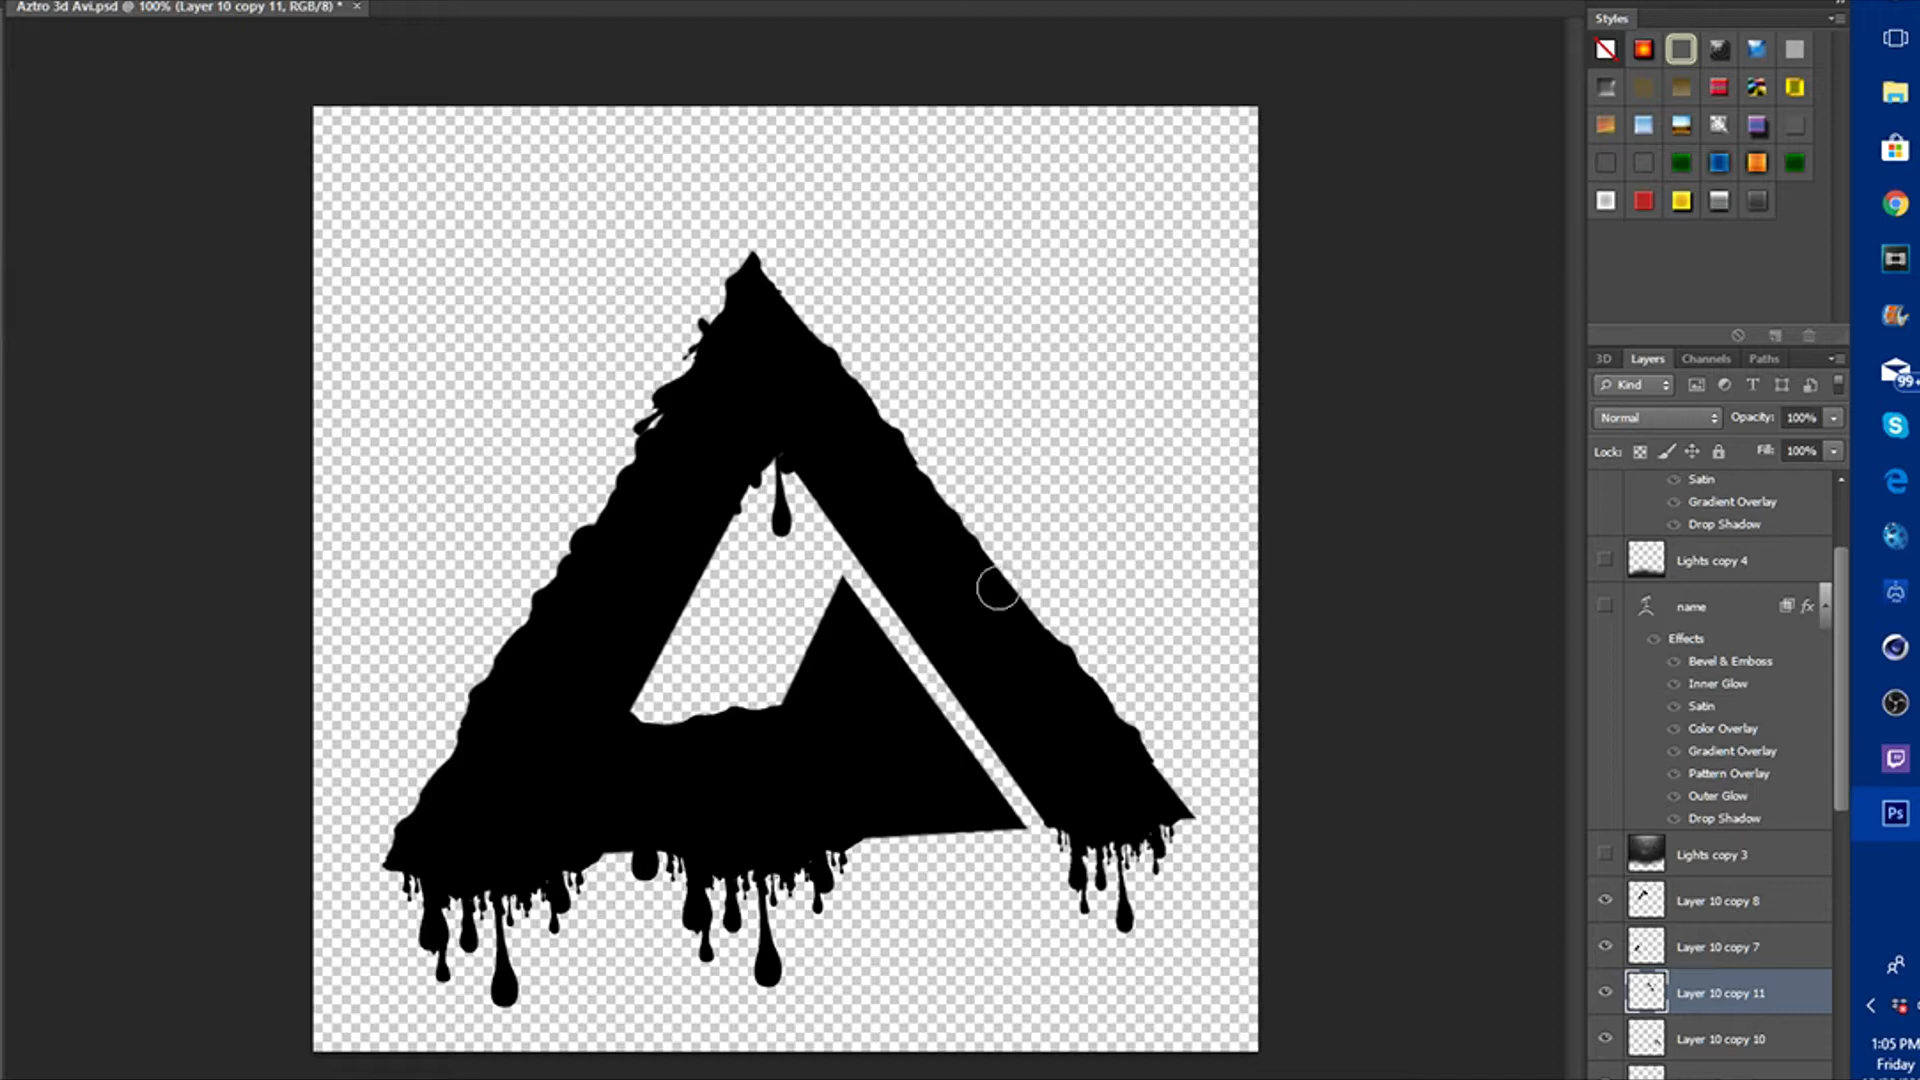 Aztro 3d Avi.psd @ 100% (Layer 10 copy 11, RGB/8) *
Styles
3D Layers Channels Paths
Kind
Normal Opacity: 100%
Lock: Fill: 100%
Satin
Gradient Overlay
Drop Shadow
Lights copy 4
name fx
Effects
Bevel & Emboss
Inner Glow
Satin
Color Overlay
Gradient Overlay
Pattern Overlay
Outer Glow
Drop Shadow
Lights copy 3
Layer 10 copy 8
Layer 10 copy 7
Layer 10 copy 11
Layer 10 copy 10
99+
Ps
1:05 PM
Friday